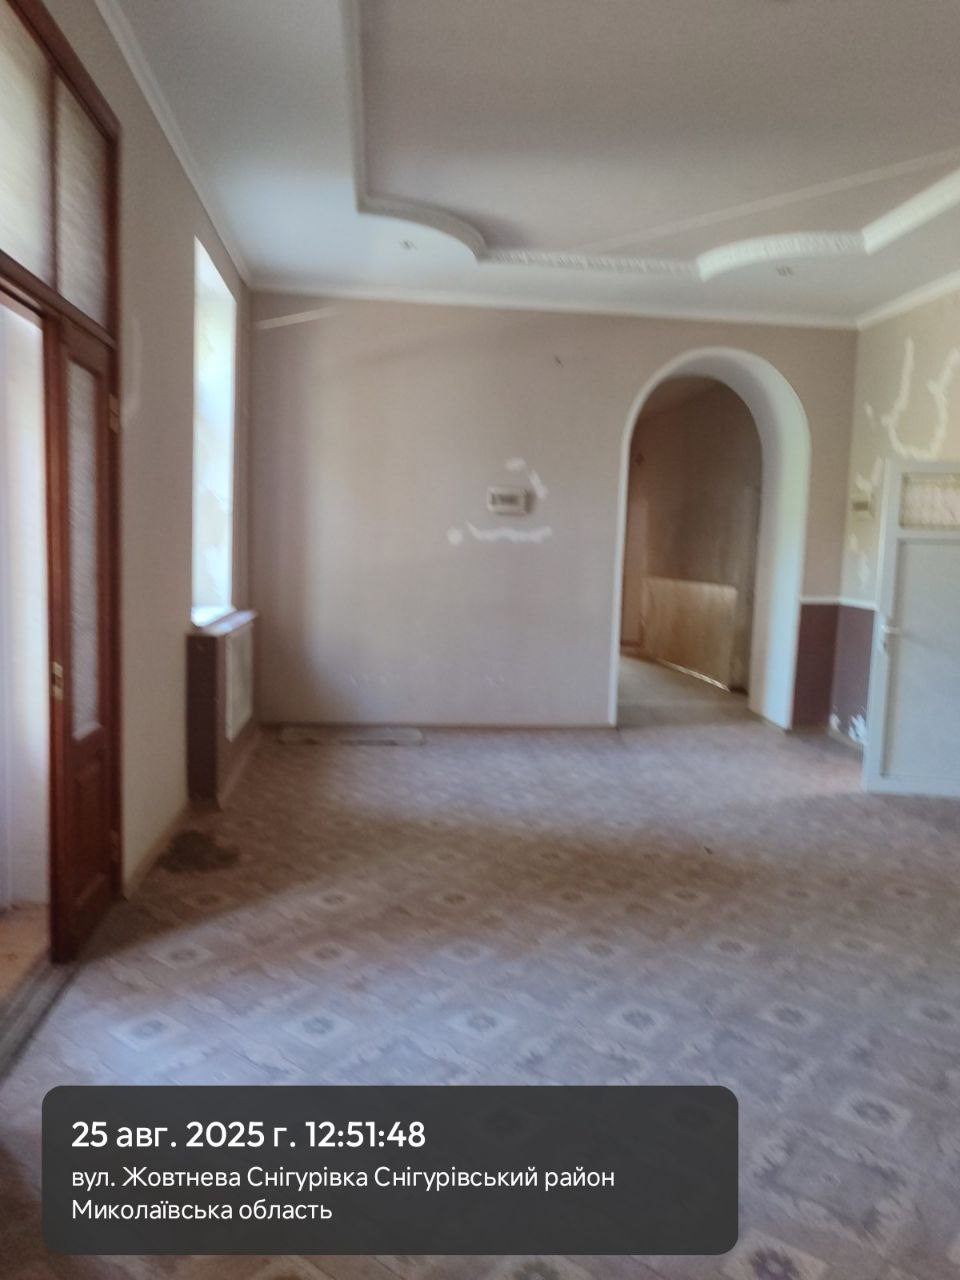 25 авг. 2025 г. 12:51:48
вул. Жовтнева Снігурівка Снігурівський район
Миколаївська область